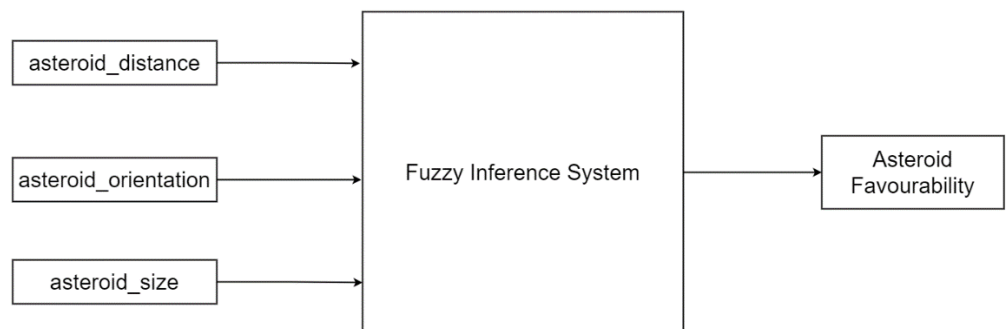 asteroid_distance
asteroid_orientation
asteroid_size
Fuzzy Inference System
Asteroid
Favourability